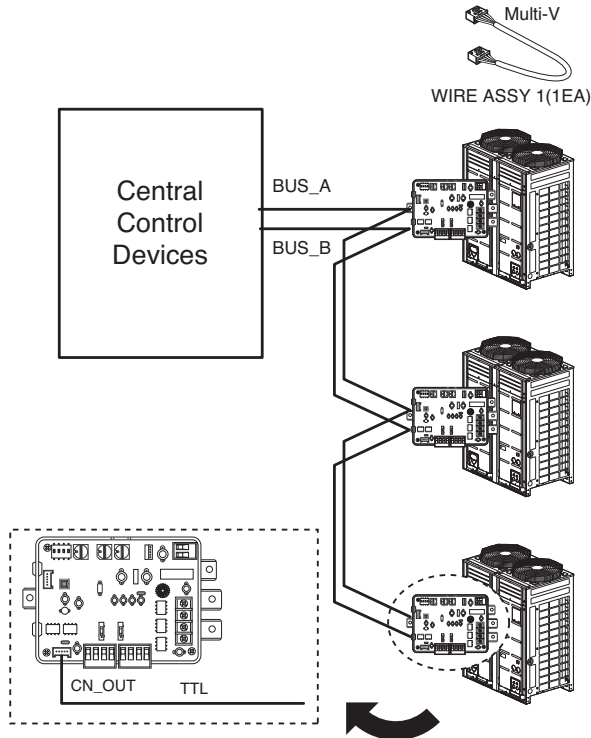 Multi-V
WIRE ASSY 1(1EA)
Central
Control
Devices
BUS_A
BUS_B
CN_OUT
TTL